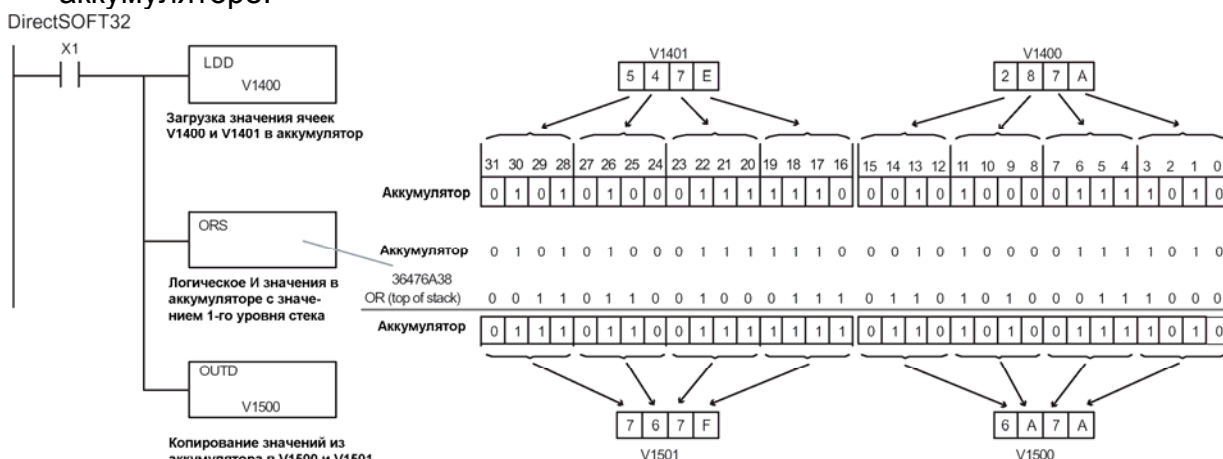 аккумуляторе.
DirectSOFT32
X1
LDD
V1400
Загрузка значения ячеек
V1400 и V1401 в аккумулятор
ORS
Логическое И значения в
аккумуляторе с значе-
нием 1-го уровня стека
OUTD
V1500
Копирование значений из
аккумулятора в V1500 и V1501
V1401
5 4 7 E
V1400
2 8 7 A
31 30 29 28 27 26 25 24 23 22 21 20 19 18 17 16 15 14 13 12 11 10 9 8 7 6 5 4 3 2 1 0
Аккумулятор 0 1 0 1 0 1 0 0 0 1 1 1 1 1 1 0 0 0 1 0 1 0 0 0 0 1 1 1 1 0 1 0
Аккумулятор 0 1 0 1 0 1 0 0 0 1 1 1 1 1 1 0 0 0 1 0 1 0 0 0 0 1 1 1 1 0 1 0
36476A38
OR (top of stack) 0 0 1 1 0 1 1 0 0 1 0 0 0 1 1 1 0 1 1 0 1 0 1 0 0 0 1 1 1 0 0 0
Аккумулятор 0 1 1 1 0 1 1 0 0 1 1 1 1 1 1 1 0 1 1 0 1 0 1 0 0 1 1 1 1 0 1 0
7 6 7 F
V1501
6 A 7 A
V1500